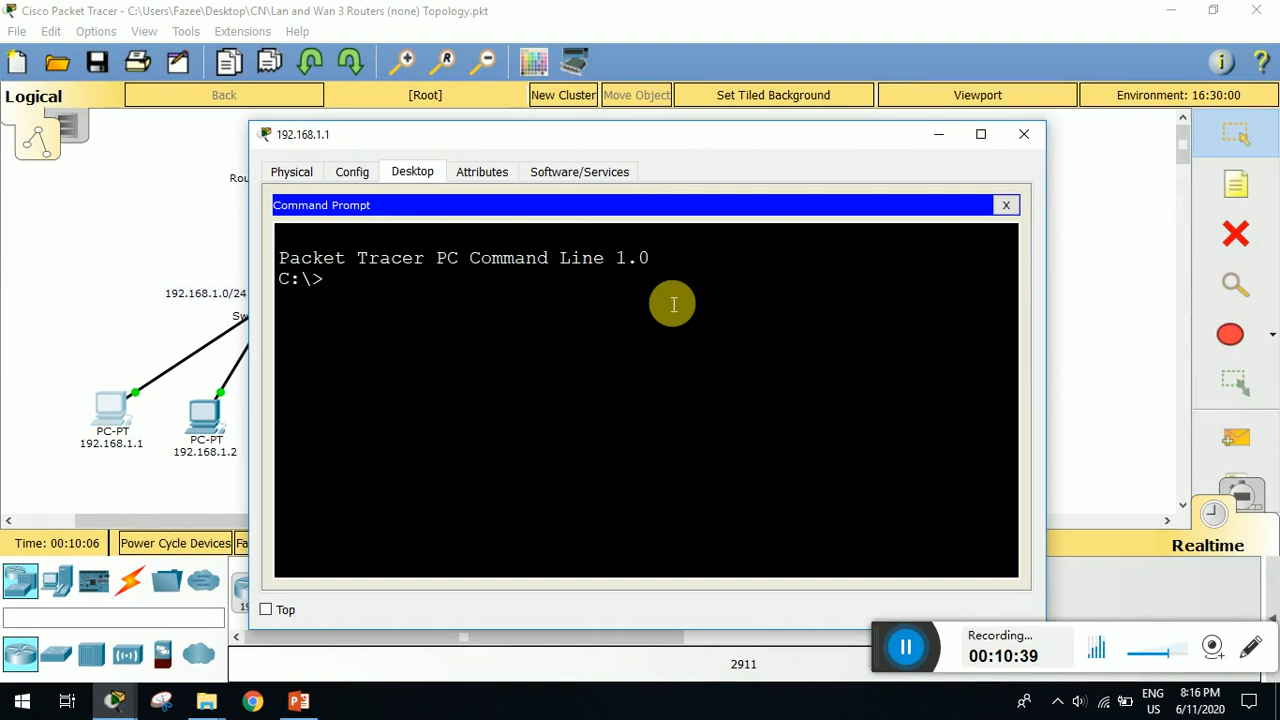 Cisco Packet Tracer - C:\Users\Fazee\Desktop\CN\Lan and Wan 3 Routers (none) Topology.pkt
File Edit Options View Tools Extensions Help
Logical Back [Root] New Cluster Move Object Set Tiled Background Viewport Environment: 16:30:00
192.168.1.1
Physical Config Desktop Attributes Software/Services
Command Prompt X
Packet Tracer PC Command Line 1.0
C:\>
Rou
192.168.1.0/24
Sw
PC-PT
192.168.1.1
PC-PT
192.168.1.2
Top
Time: 00:10:06 Power Cycle Devices Fa
Realtime
19
2911
Recording...
00:10:39
ENG
US
8:16 PM
6/11/2020